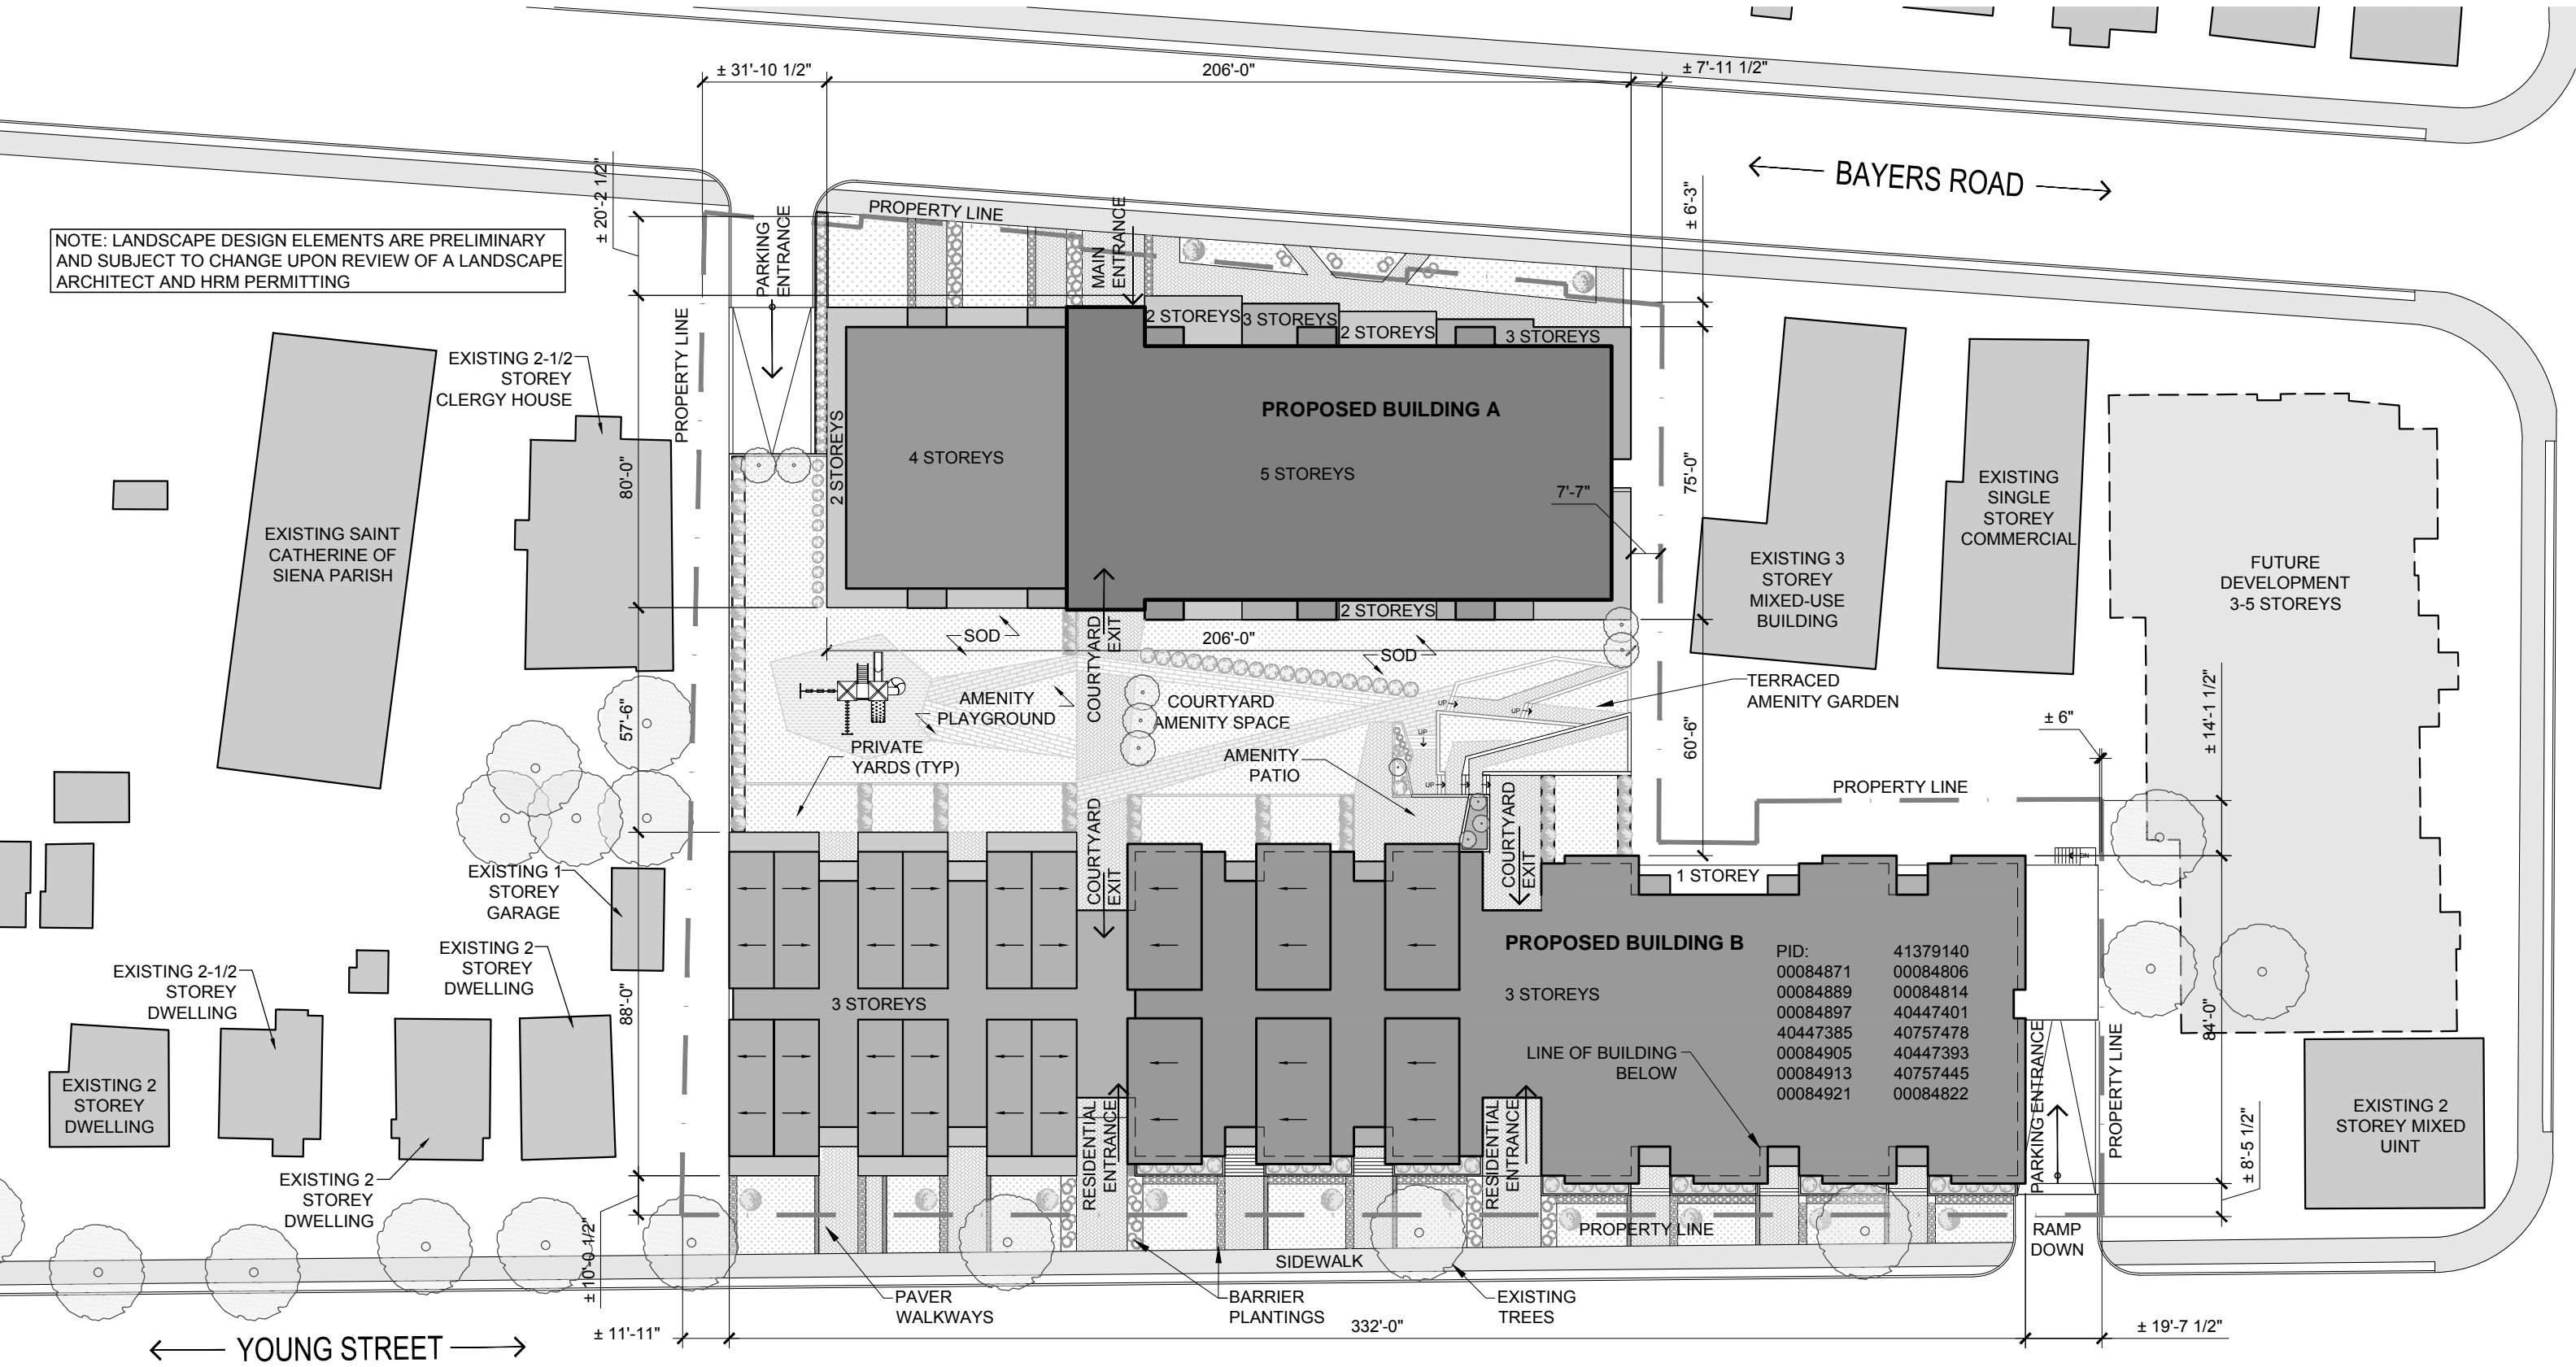 ± 31'-10 1/2"
206'-0"
± 7'-11 1/2"
BAYERS ROAD
± 20'-2 1/2"
± 6'-3"
PROPERTY LINE
NOTE: LANDSCAPE DESIGN ELEMENTS ARE PRELIMINARY
AND SUBJECT TO CHANGE UPON REVIEW OF A LANDSCAPE
ARCHITECT AND HRM PERMITTING
PARKING
ENTRANCE
MAIN
ENTRANCE
2 STOREYS
3 STOREYS
2 STOREYS
3 STOREYS
PROPERTY LINE
EXISTING 2-1/2
STOREY
CLERGY HOUSE
PROPOSED BUILDING A
2 STOREYS
4 STOREYS
5 STOREYS
80'-0"
75'-0"
7'-7"
EXISTING SAINT
CATHERINE OF
SIENA PARISH
EXISTING 3
STOREY
MIXED-USE
BUILDING
EXISTING
SINGLE
STOREY
COMMERCIAL
FUTURE
DEVELOPMENT
3-5 STOREYS
2 STOREYS
SOD
COURTYARD
EXIT
206'-0"
SOD
AMENITY
PLAYGROUND
COURTYARD
AMENITY SPACE
TERRACED
AMENITY GARDEN
UP
UP
UP
UP
57'-6"
60'-6"
± 6"
± 14'-1 1/2"
PRIVATE
YARDS (TYP)
AMENITY
PATIO
PROPERTY LINE
COURTYARD
EXIT
COURTYARD
EXIT
DN
1 STOREY
EXISTING 1
STOREY
GARAGE
EXISTING 2-1/2
STOREY
DWELLING
EXISTING 2
STOREY
DWELLING
PROPOSED BUILDING B
3 STOREYS
3 STOREYS
PID: 41379140
00084871 00084806
00084889 00084814
00084897 40447401
40447385 40757478
00084905 40447393
00084913 40757445
00084921 00084822
88'-0"
84'-0"
LINE OF BUILDING
BELOW
EXISTING 2
STOREY
DWELLING
EXISTING 2
STOREY
DWELLING
RESIDENTIAL
ENTRANCE
RESIDENTIAL
ENTRANCE
PARKING ENTRANCE
PROPERTY LINE
EXISTING 2
STOREY MIXED
UINT
± 8'-5 1/2"
± 10'-0 1/2"
PROPERTY LINE
RAMP
DOWN
SIDEWALK
PAVER
WALKWAYS
BARRIER
PLANTINGS
EXISTING
TREES
YOUNG STREET
± 11'-11"
332'-0"
± 19'-7 1/2"